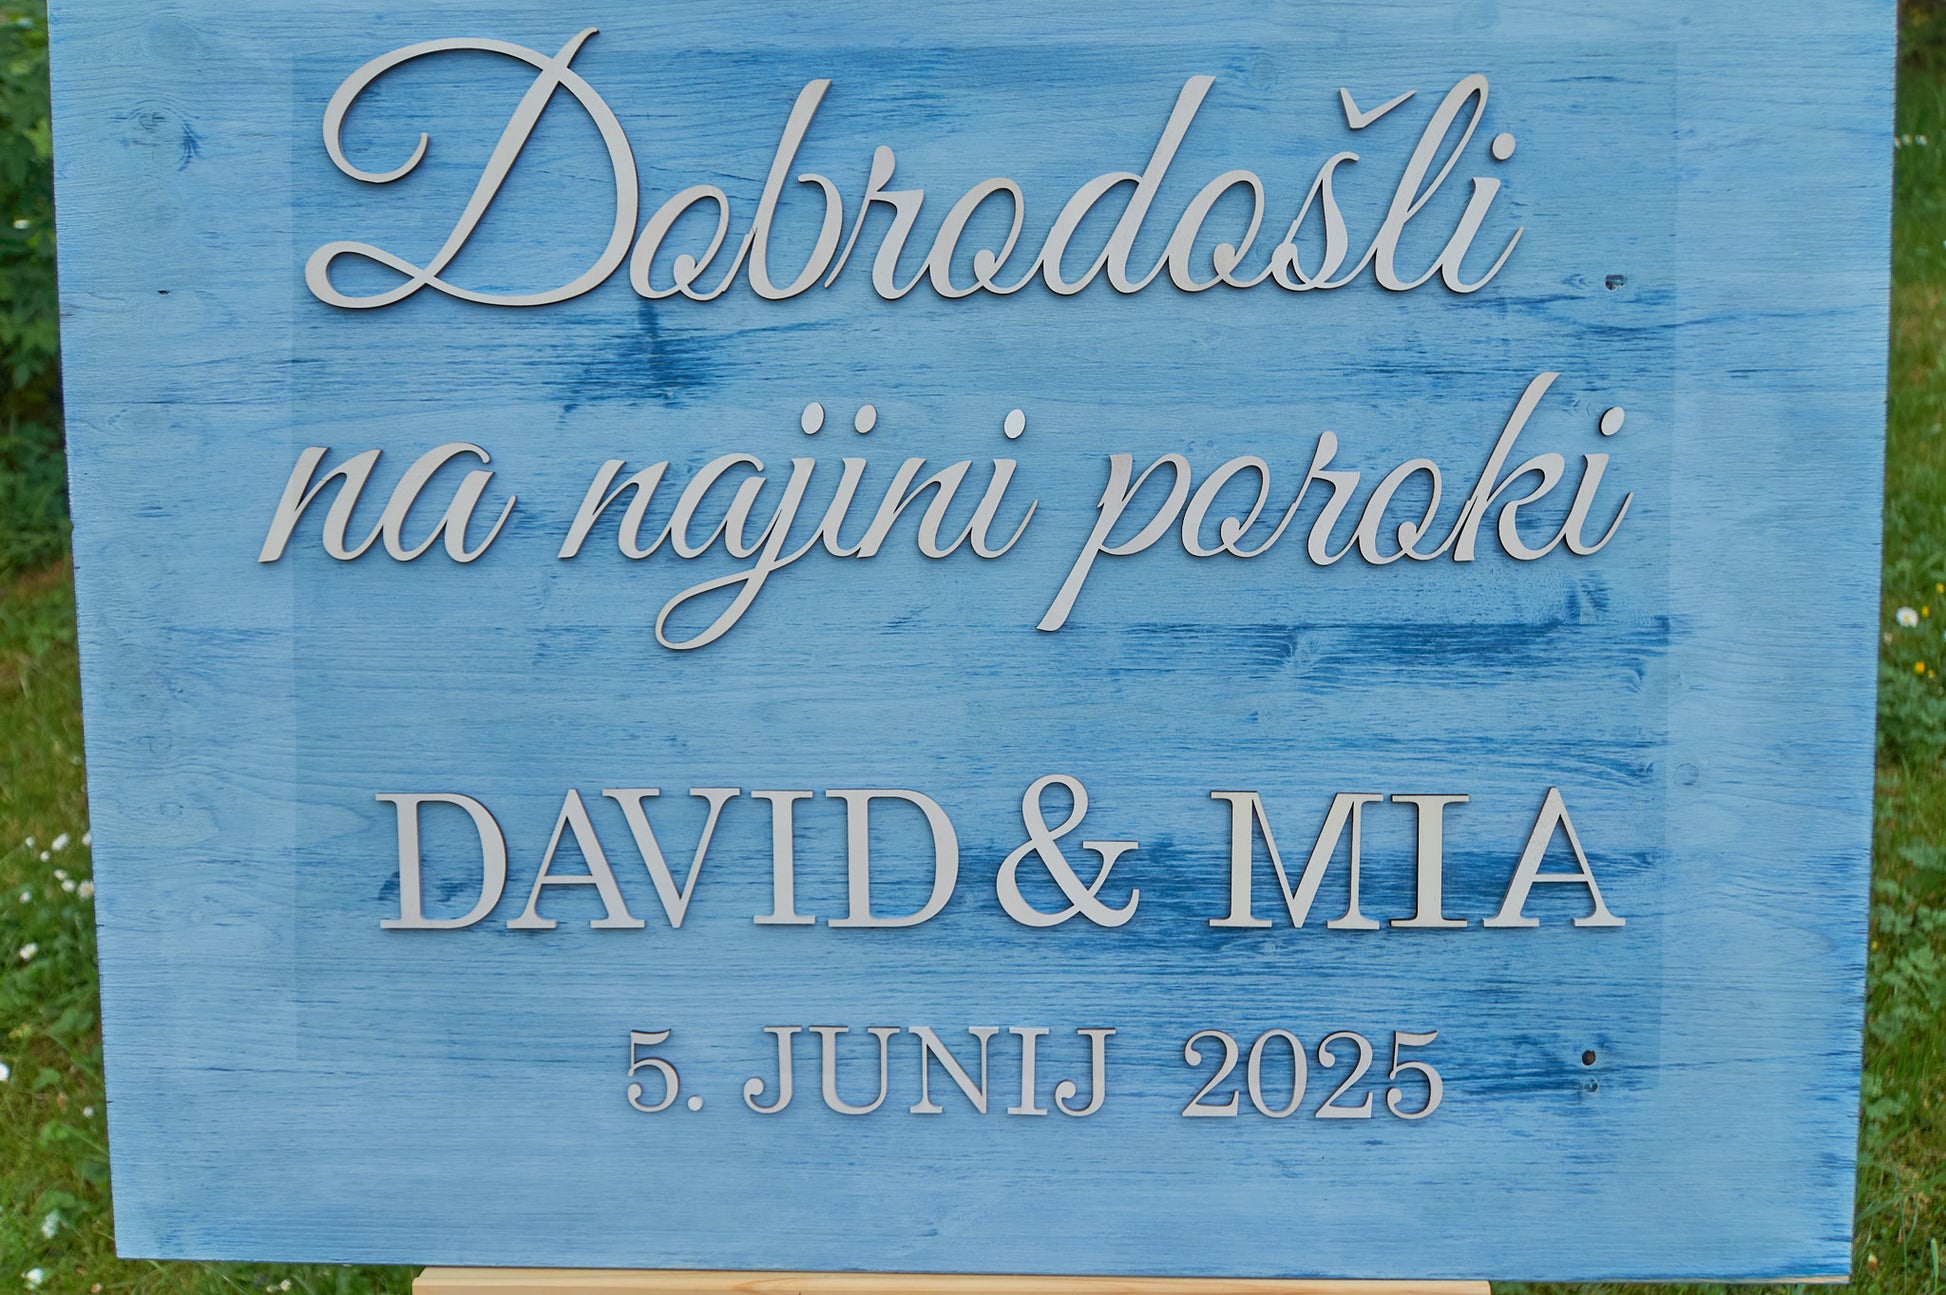 Dobrodošli
na najini poroki
DAVID & MIA
5. JUNIJ 2025